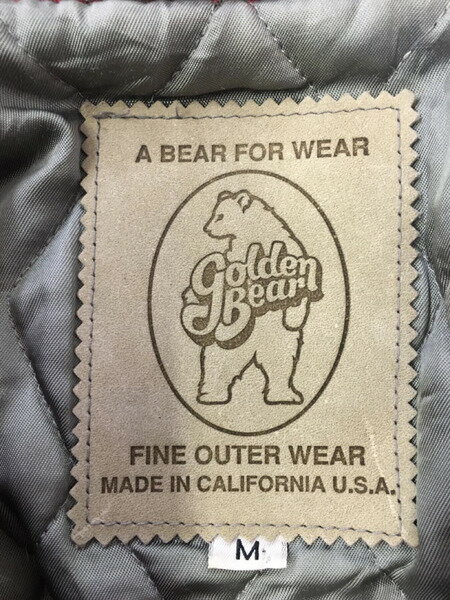 A BEAR FOR WEAR
Golden
Bear
FINE OUTER WEAR
MADE IN CALIFORNIA U.S.A.
M